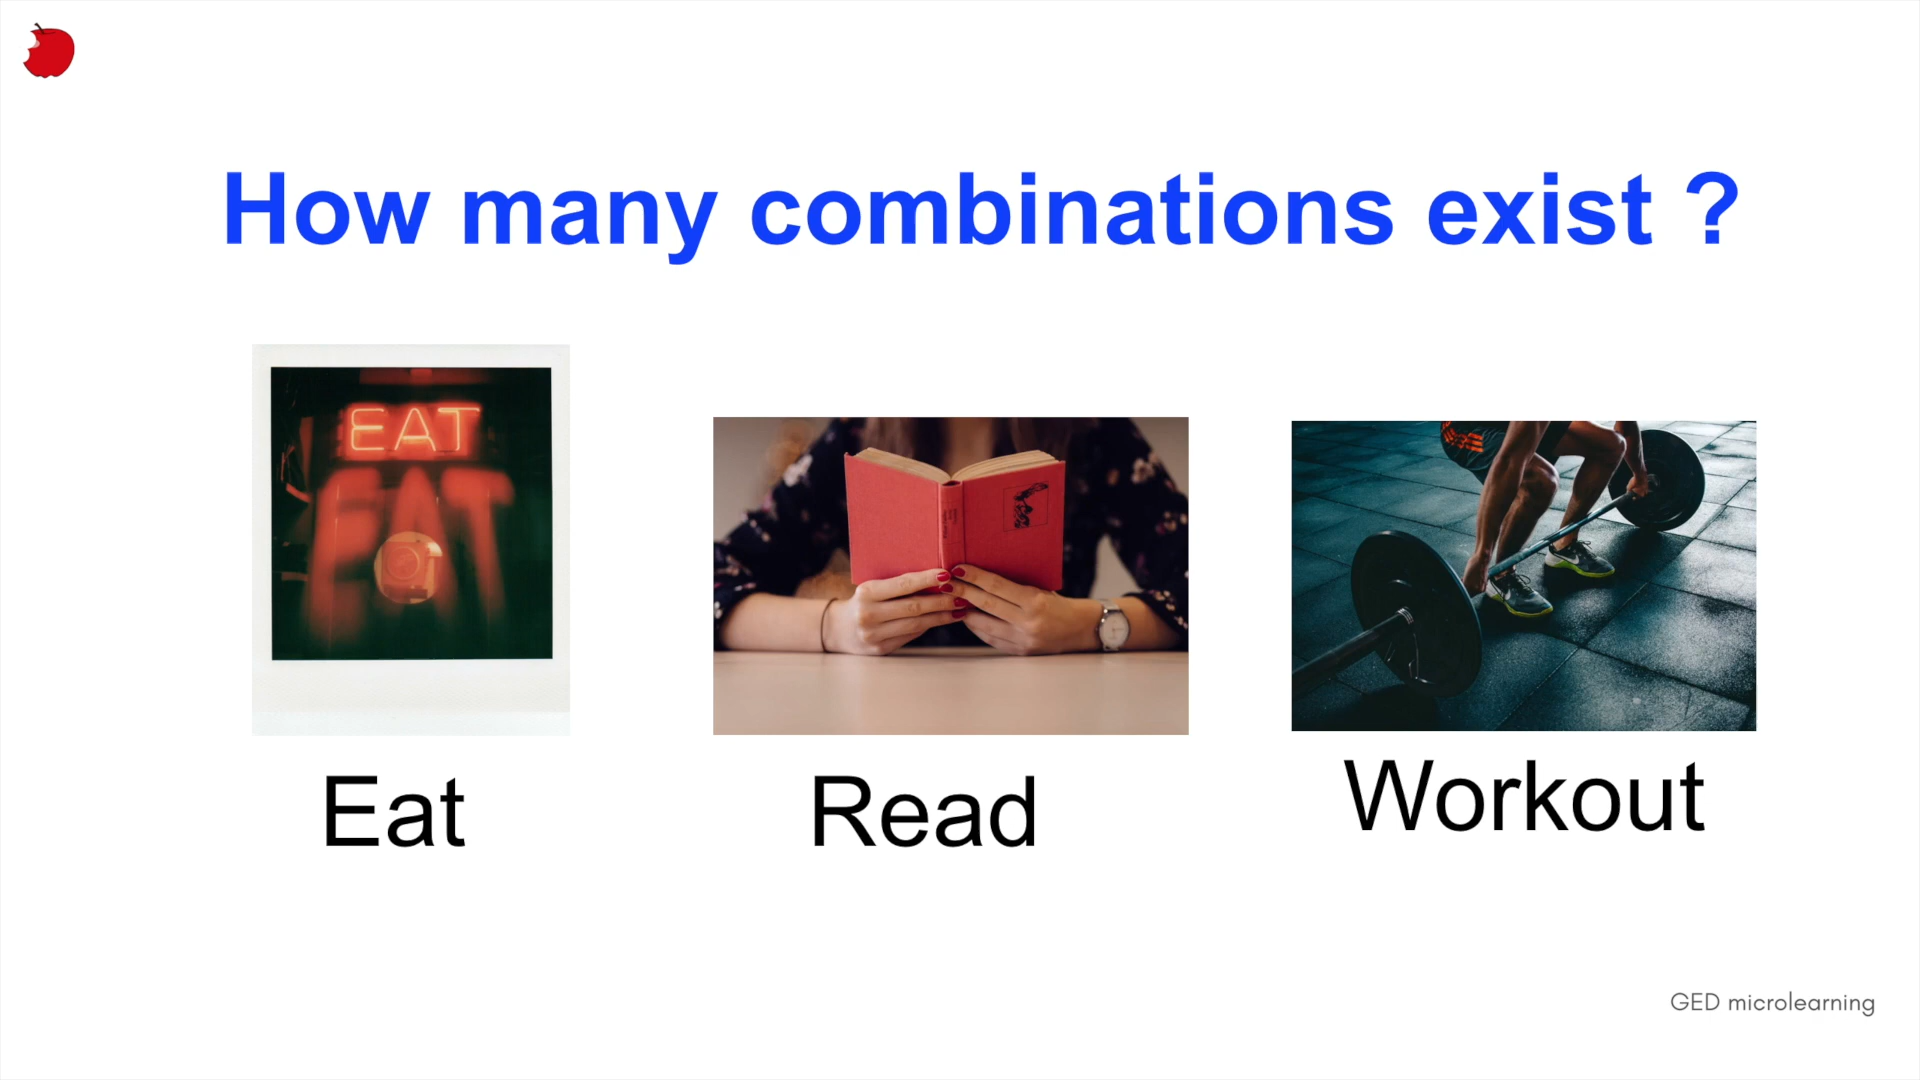 How many combinations exist ?
EAT
EAT
Eat
Read
Workout
GED microlearning